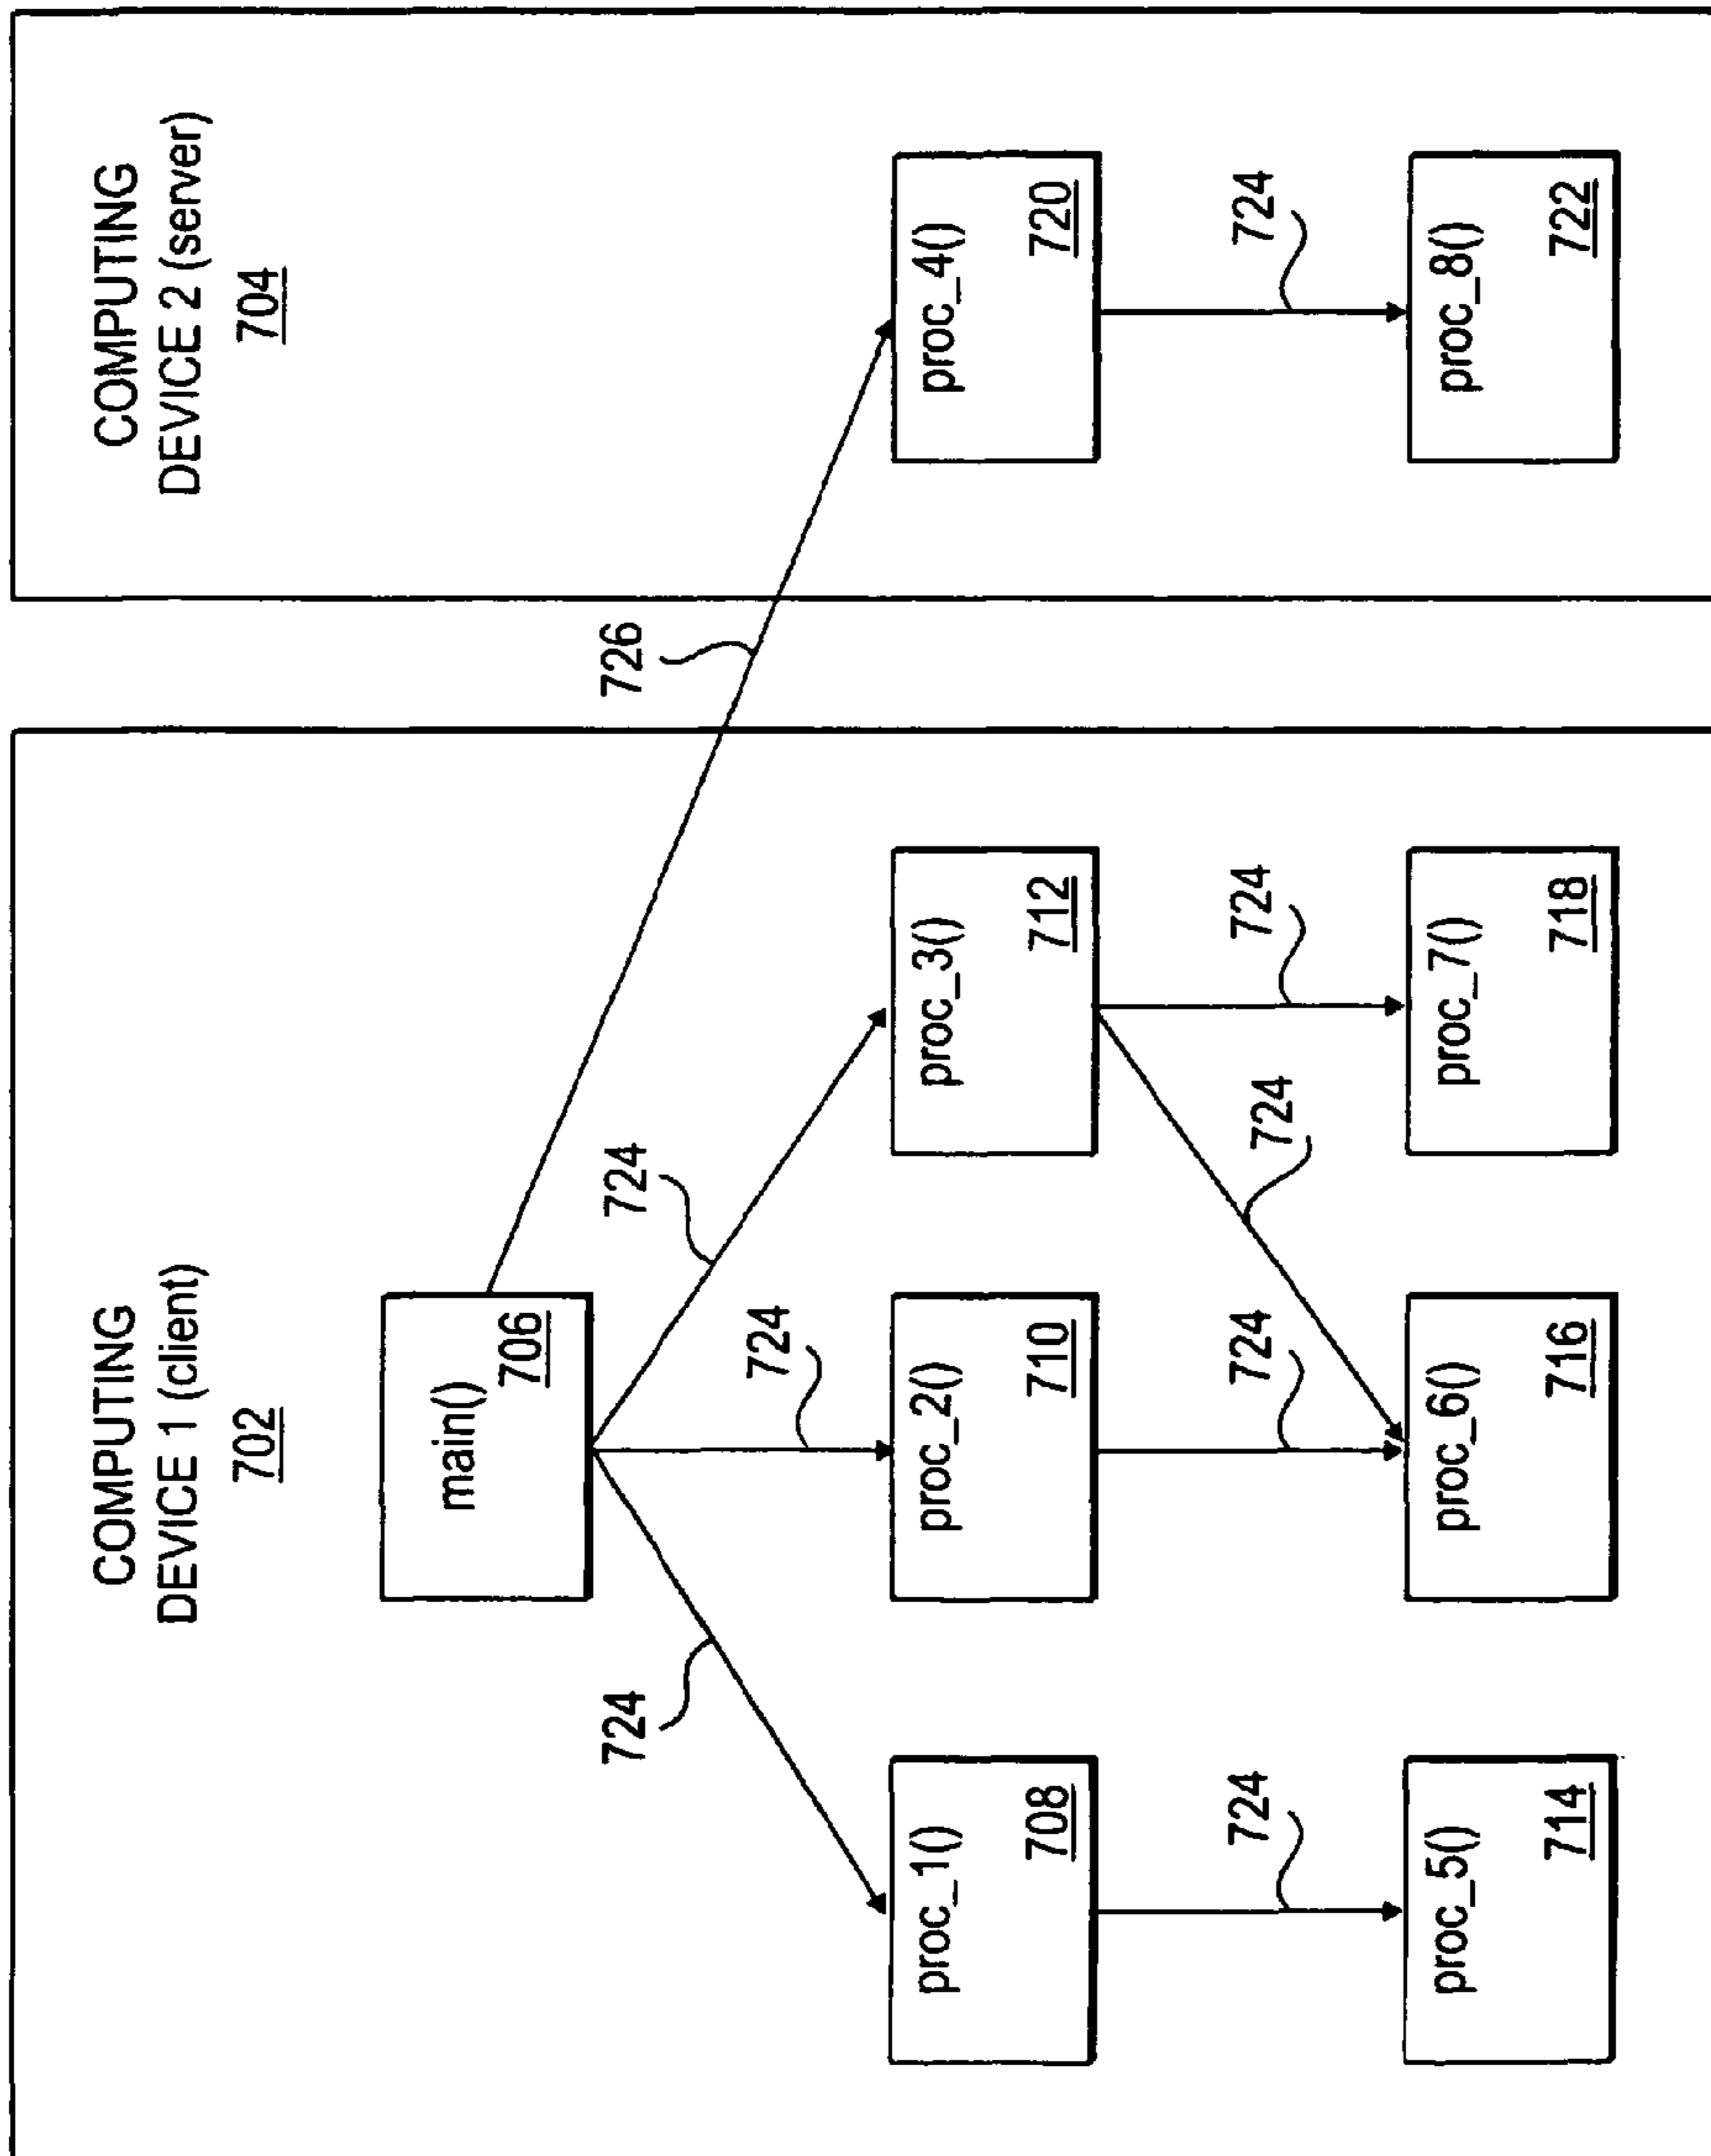 COMPUTING
DEVICE 1 (client)
702
COMPUTING
DEVICE 2 (server)
704
main()
706
726
724
724
724
proc_1()
708
proc_2()
710
proc_3()
712
proc_4()
720
724
724
724
724
724
proc_5()
714
proc_6()
716
proc_7()
718
proc_8()
722